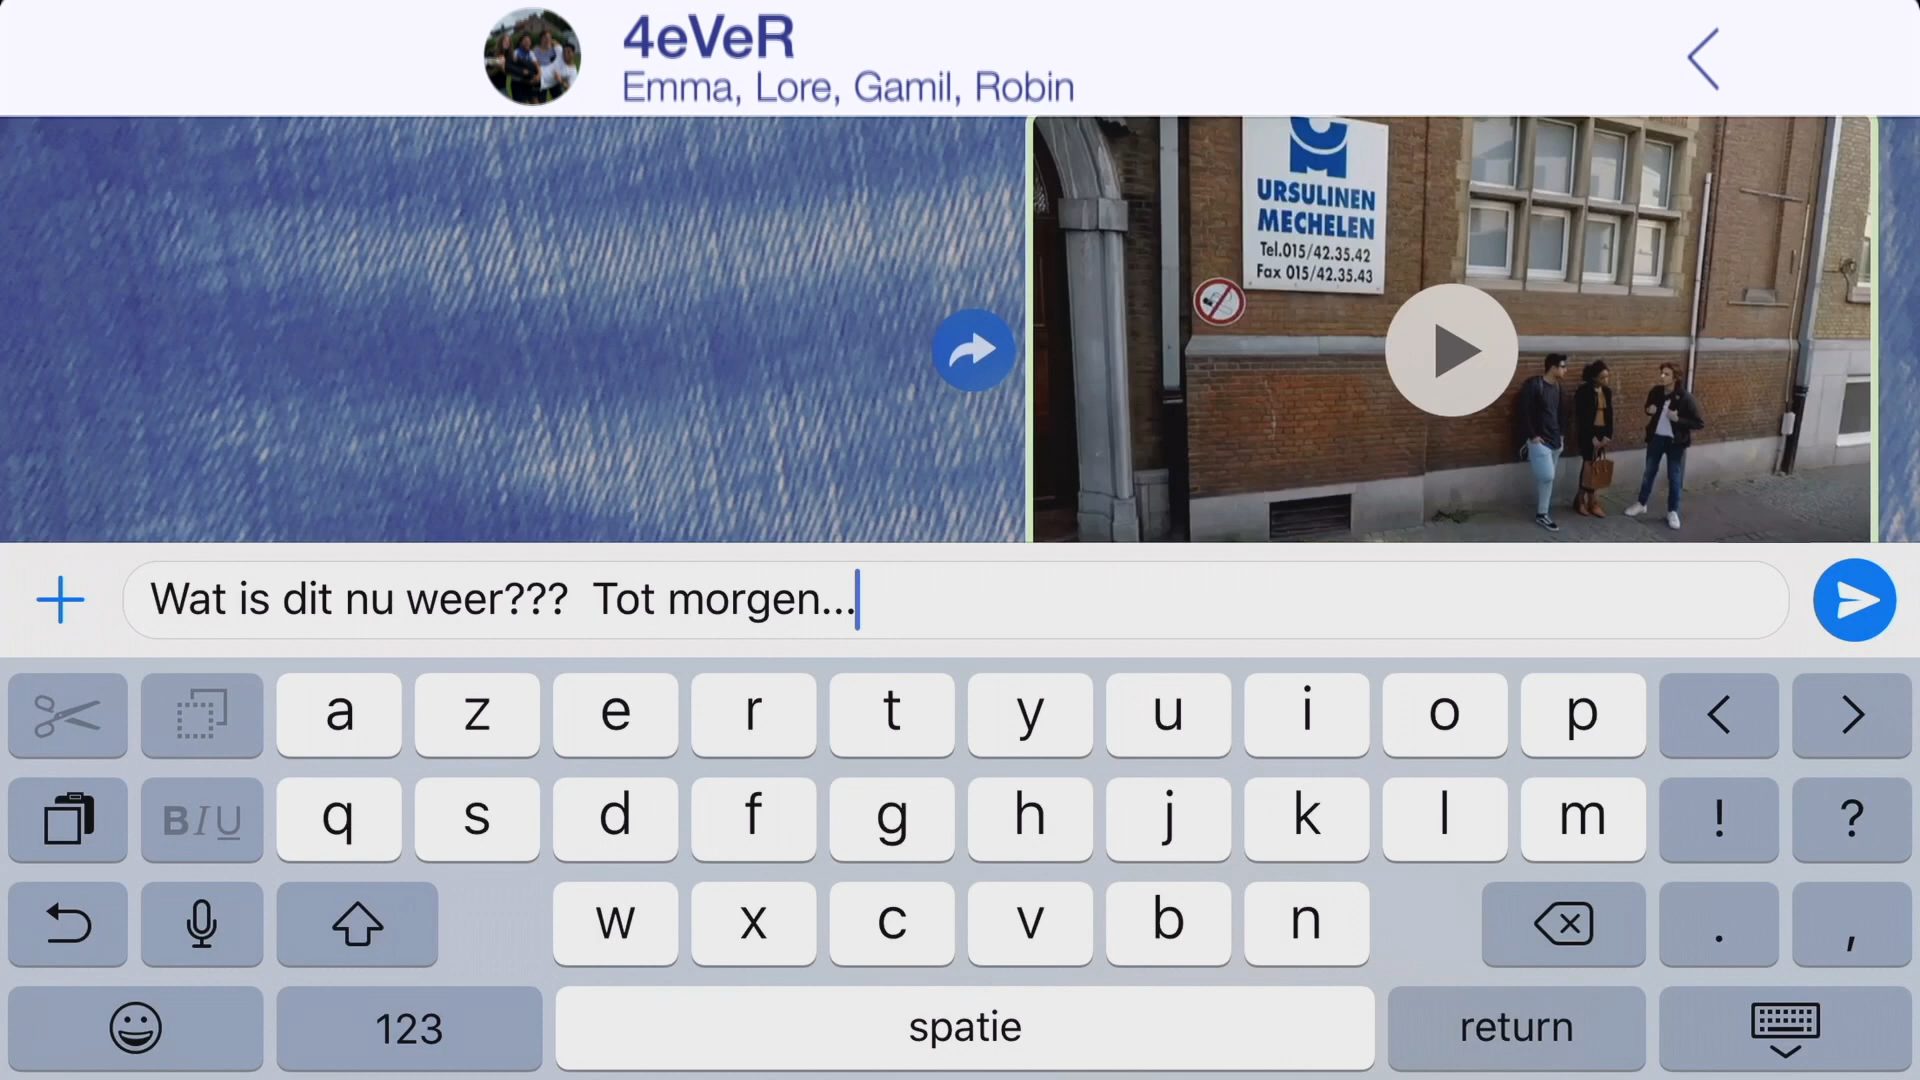 4eVeR
Emma, Lore, Gamil, Robin
URSULINEN
MECHELEN
Tel.015/42.35.42
Fax 015/42.35.43
Wat is dit nu weer??? Tot morgen...
a z e r t y u i o p < >
B I U q s d f g h j k l m ! ?
w x c v b n . ,
123 spatie return